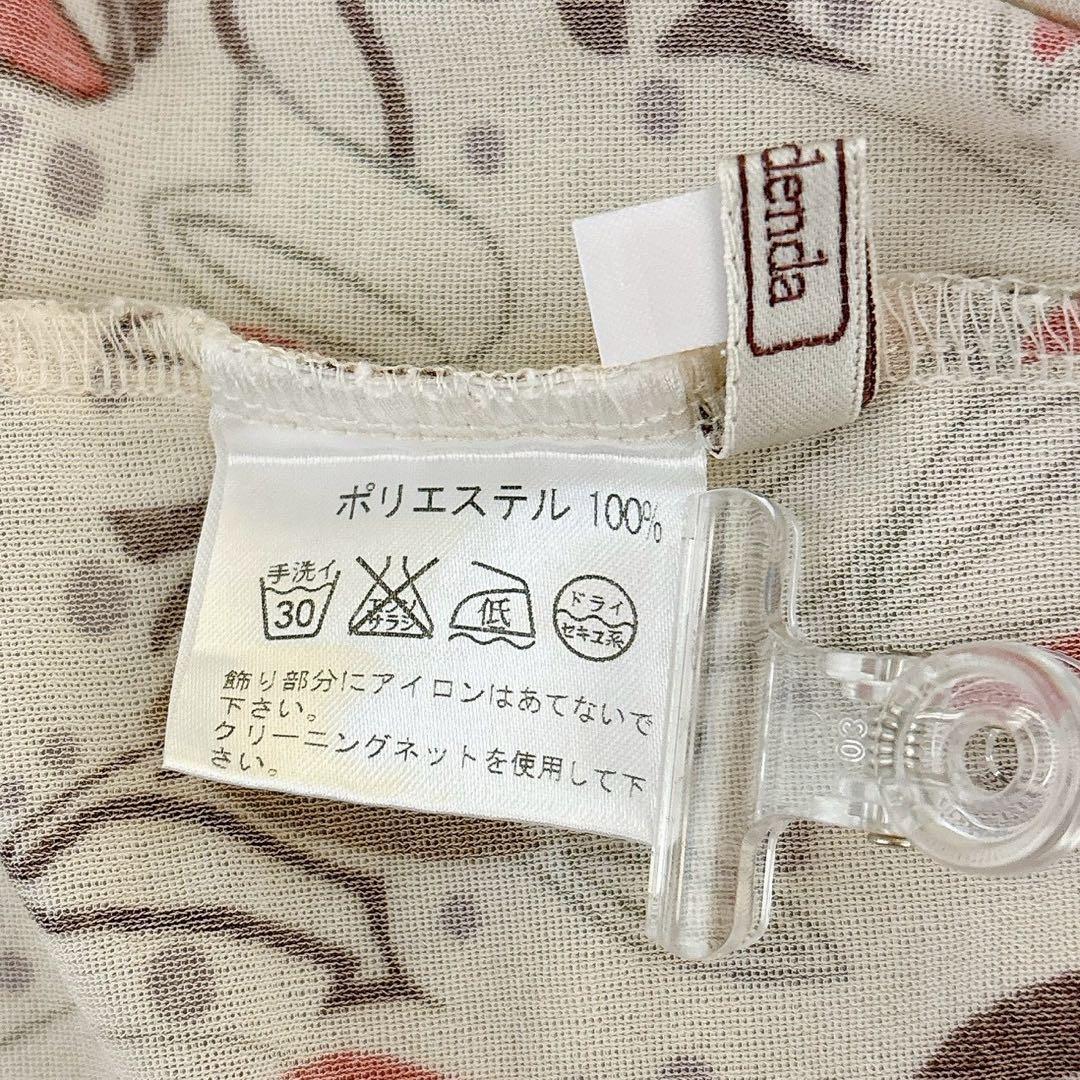 denda
ポリエステル 100%
手洗イ
30
エンソ
サラシ
低
ドライ
セキユ系
飾り部分にアイロンはあてないで
下さい。
クリーニングネットを使用して下
さい。
03